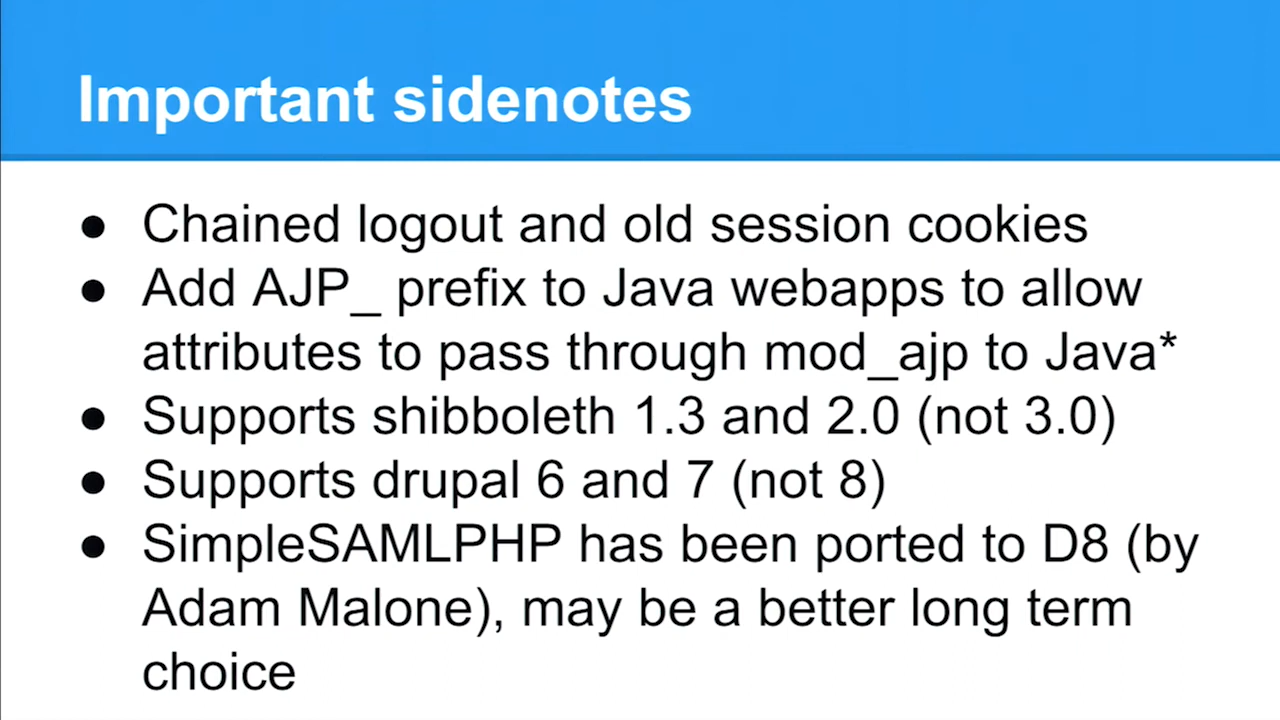 Important sidenotes
● Chained logout and old session cookies
● Add AJP_ prefix to Java webapps to allow
attributes to pass through mod_ajp to Java*
● Supports shibboleth 1.3 and 2.0 (not 3.0)
● Supports drupal 6 and 7 (not 8)
● SimpleSAMLPHP has been ported to D8 (by
Adam Malone), may be a better long term
choice